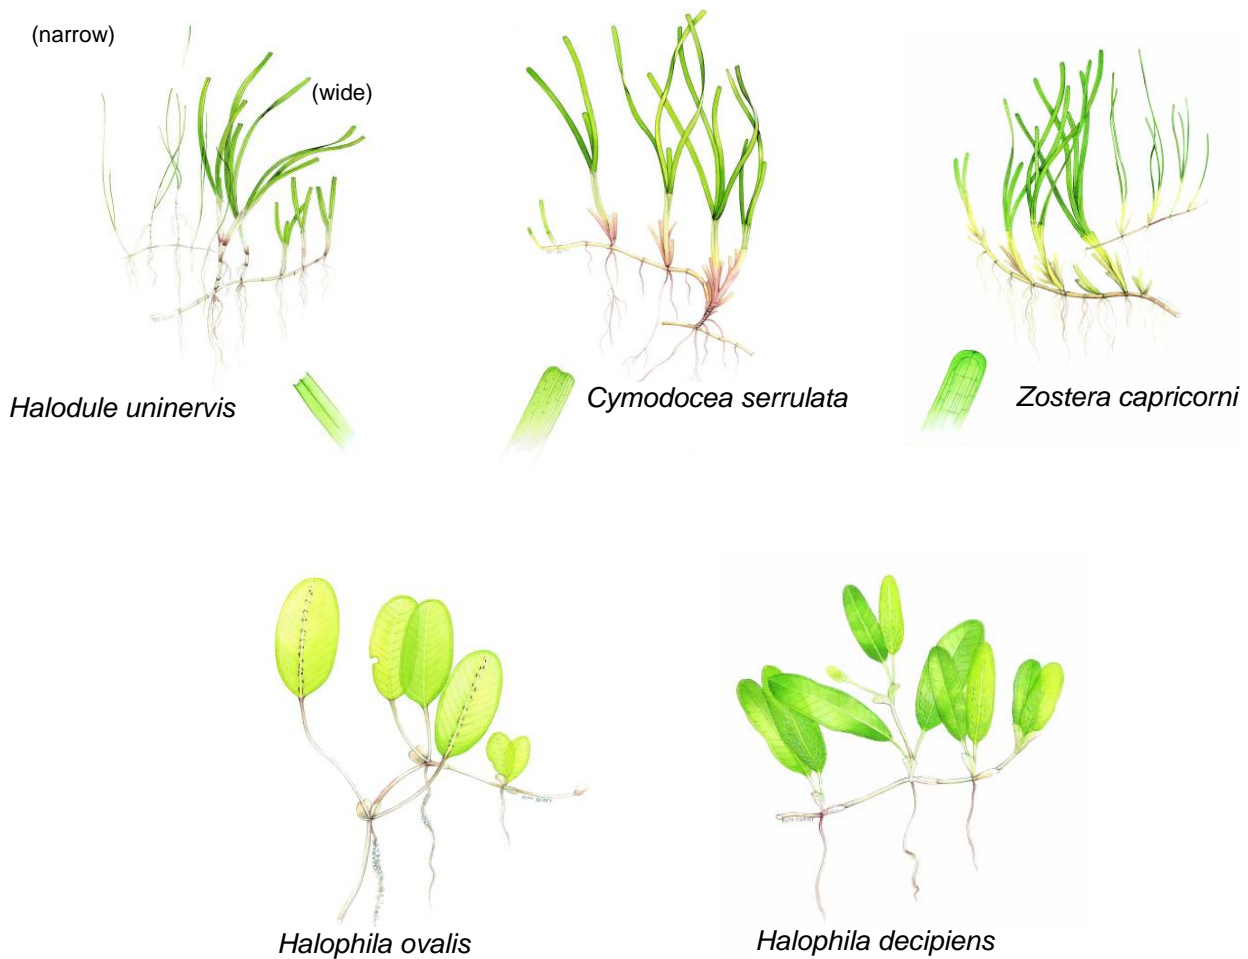 (narrow)
(wide)
Halodule uninervis
Cymodocea serrulata
Zostera capricorni
Halophila ovalis
Halophila decipiens